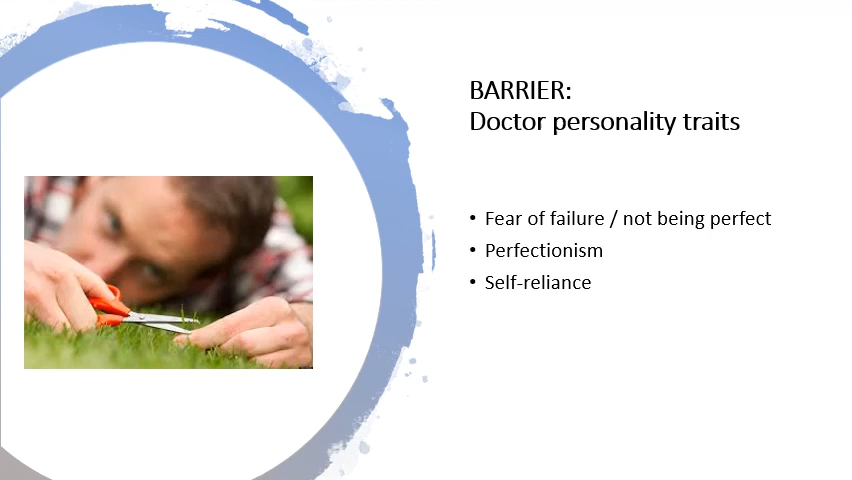 BARRIER:
Doctor personality traits
• Fear of failure / not being perfect
• Perfectionism
• Self-reliance